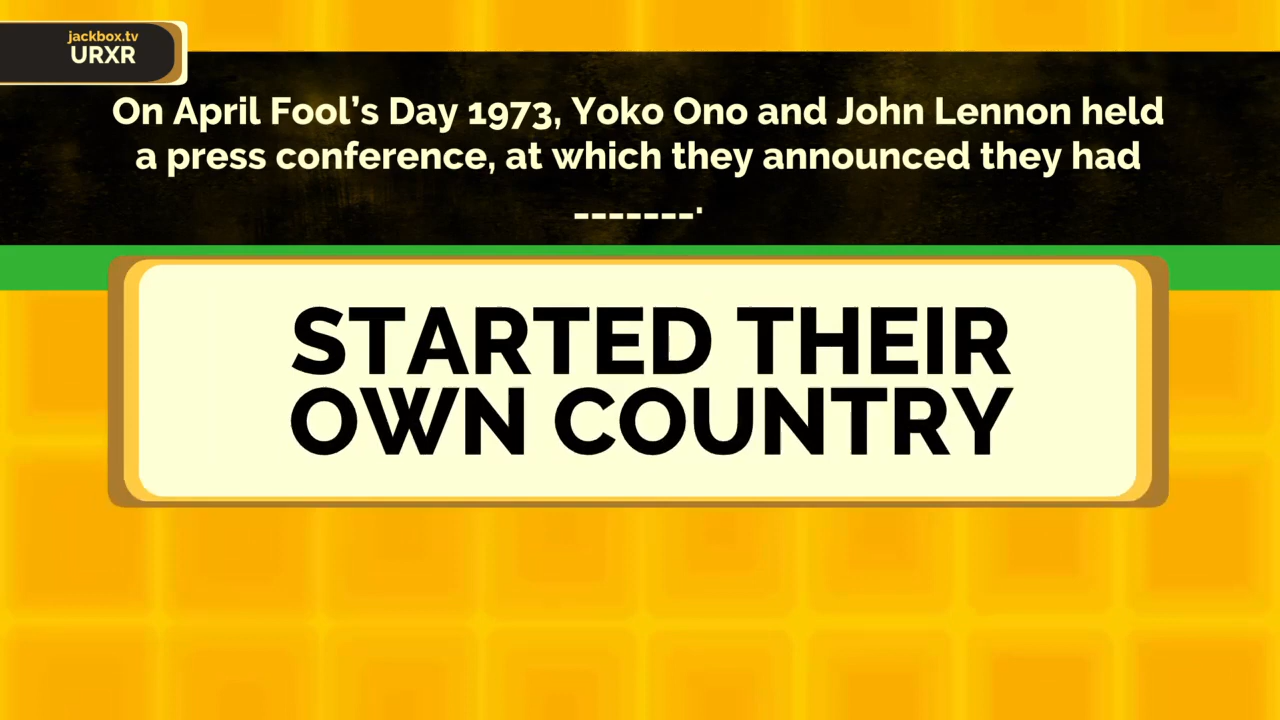 jackbox.tv
URXR
On April Fool’s Day 1973, Yoko Ono and John Lennon held
a press conference, at which they announced they had
_______.
STARTED THEIR
OWN COUNTRY